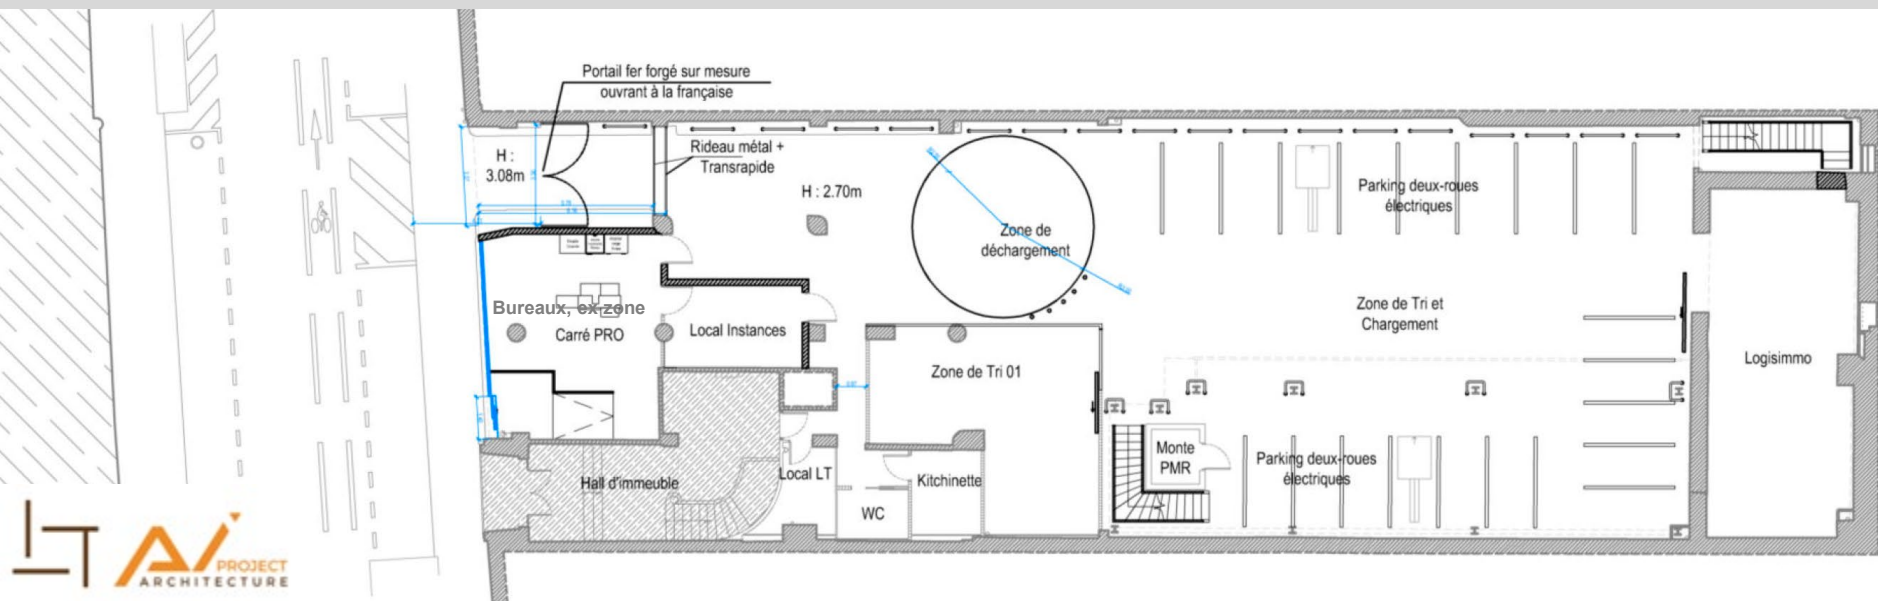 Portail fer forgé sur mesure
ouvrant à la française
H :
3.08m
Rideau métal +
Transrapide
H : 2.70m
Zone de
déchargement
Parking deux-roues
électriques
Bureaux, ex zone
Carré PRO
Local Instances
Zone de Tri 01
Zone de Tri et
Chargement
Logisimmo
Hall d'immeuble
Local LT
WC
Kitchinette
Monte
PMR
Parking deux-roues
électriques
LT
AI PROJECT
ARCHITECTURE